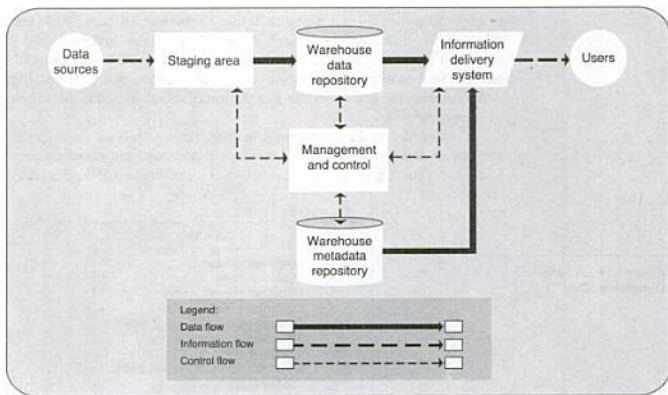 Data
sources
Staging area
Warehouse
data
repository
Information
delivery
system
Users
Management
and control
Warehouse
metadata
repository
Legend:
Data flow
Information flow
Control flow